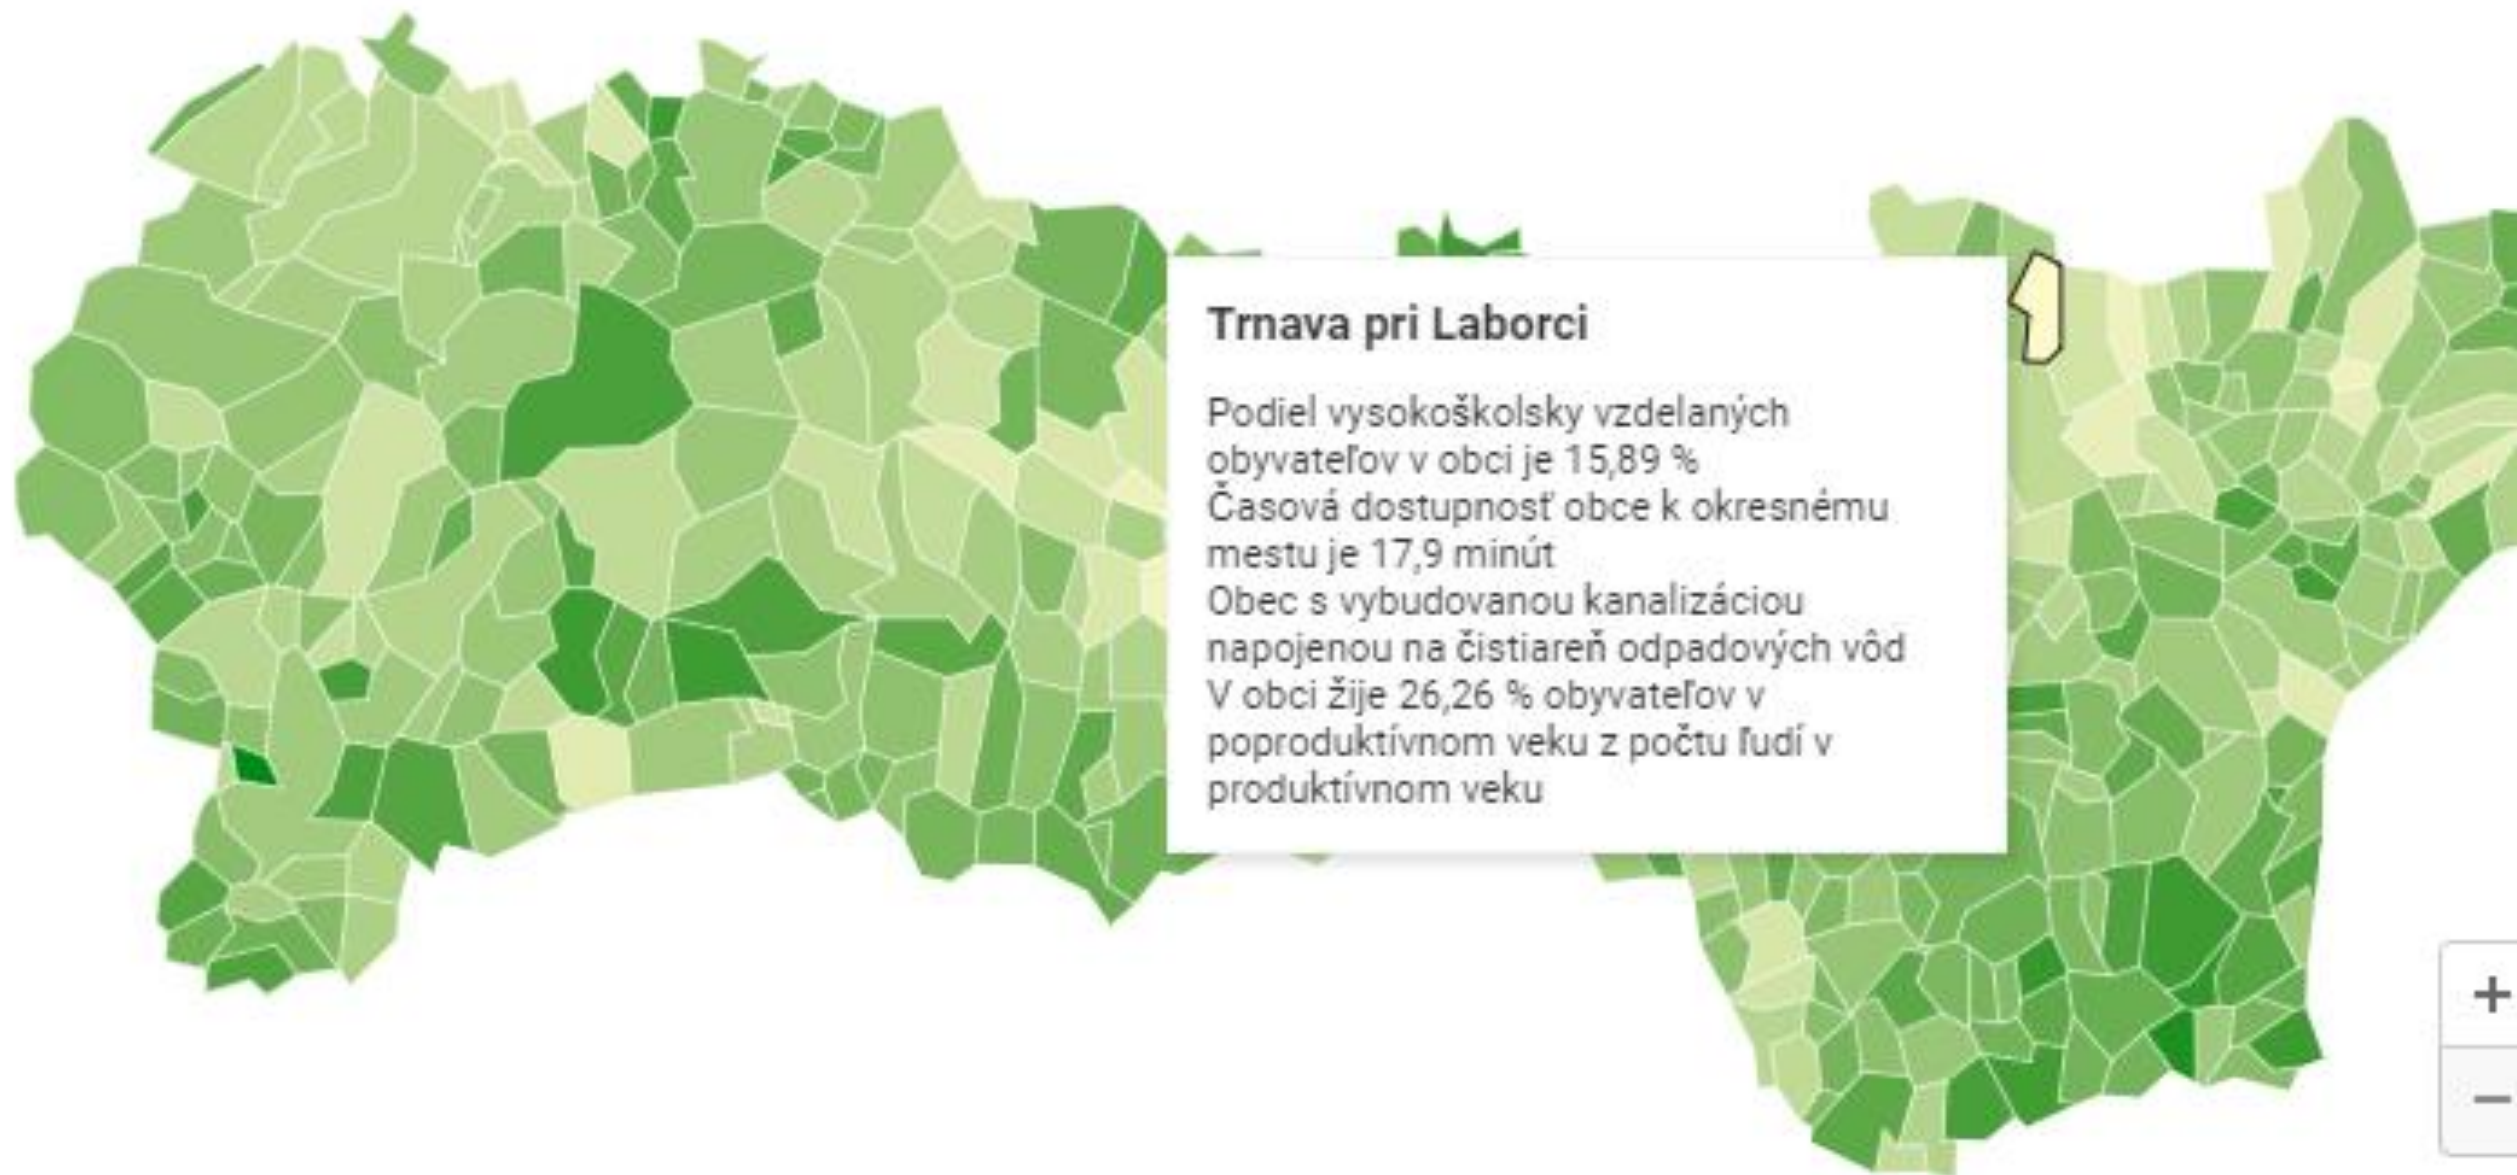 Trnava pri Laborci
Podiel vysokoškolsky vzdelaných
obyvateľov v obci je 15,89 %
Časová dostupnosť obce k okresnému
mestu je 17,9 minút
Obec s vybudovanou kanalizáciou
napojenou na čistiareň odpadových vôd
V obci žije 26,26 % obyvateľov v
poproduktívnom veku z počtu ľudí v
produktívnom veku
+
−